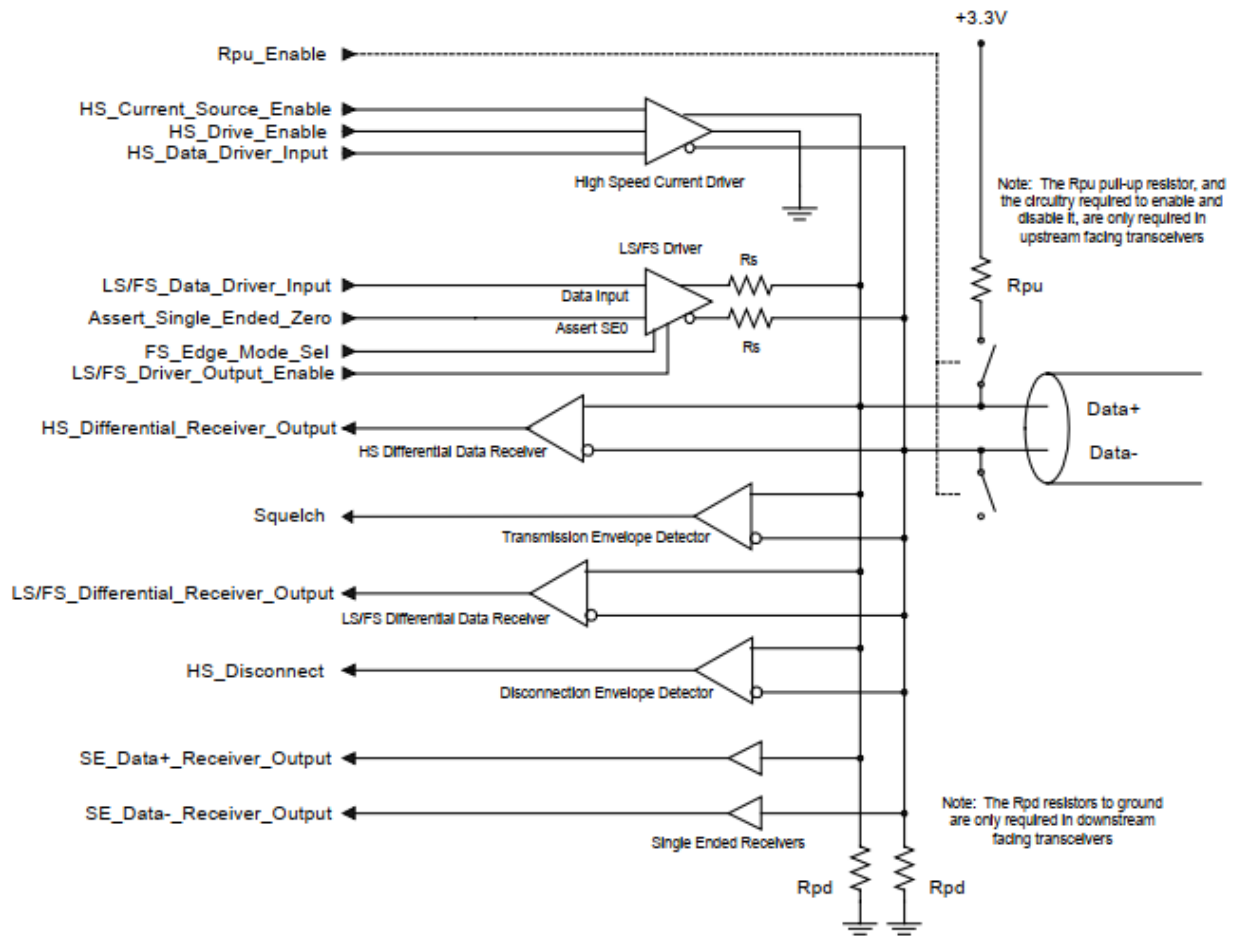 +3.3V
Rpu_Enable
HS_Current_Source_Enable
HS_Drive_Enable
HS_Data_Driver_Input
High Speed Current Driver
Note: The Rpu pull-up resistor, and
the circuitry required to enable and
disable it, are only required in
upstream facing transceivers
LS/FS Driver
Rs
LS/FS_Data_Driver_Input
Data Input
Rpu
Assert_Single_Ended_Zero
Assert SE0
Rs
FS_Edge_Mode_Sel
LS/FS_Driver_Output_Enable
Data+
HS_Differential_Receiver_Output
HS Differential Data Receiver
Data-
Squelch
Transmission Envelope Detector
LS/FS_Differential_Receiver_Output
LS/FS Differential Data Receiver
HS_Disconnect
Disconnection Envelope Detector
SE_Data+_Receiver_Output
SE_Data-_Receiver_Output
Single Ended Receivers
Note: The Rpd resistors to ground
are only required in downstream
facing transceivers
Rpd
Rpd